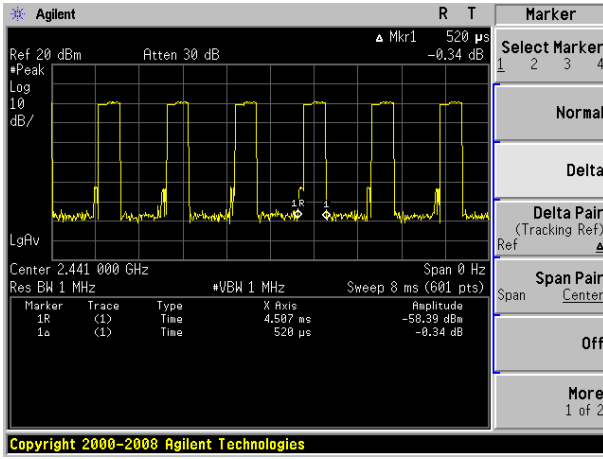 Agilent R T
Δ Mkr1 520 µs
Ref 20 dBm Atten 30 dB -0.34 dB
#Peak
Log
10
dB/
1R 1
LgAv
Center 2.441 000 GHz Span 0 Hz
Res BW 1 MHz #VBW 1 MHz Sweep 8 ms (601 pts)
Marker Trace Type X Axis Amplitude
1R (1) Time 4.507 ms -58.39 dBm
1Δ (1) Time 520 µs -0.34 dB
Copyright 2000-2008 Agilent Technologies
Marker
Select Marker
1 2 3 4
Normal
Delta
Delta Pair
(Tracking Ref)
Ref Δ
Span Pair
Span Center
Off
More
1 of 2